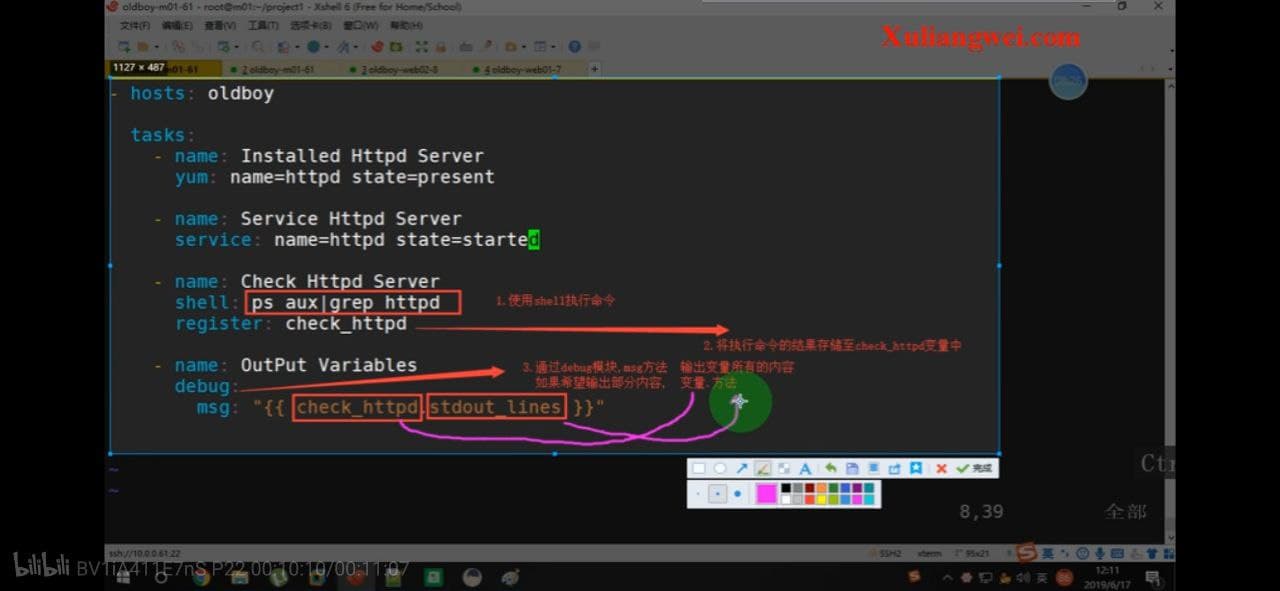 oldboy-m01-61 - root@m01:~/project1 - Xshell 6 (Free for Home/School)
文件(F) 编辑(E) 查看(V) 工具(T) 选项卡(B) 窗口(W) 帮助(H)
Xuliangwei.com
1127 × 487
m01-61 2 oldboy-m01-61 3 oldboy-web02-8 4 oldboy-web01-7 +
- hosts: oldboy
tasks:
- name: Installed Httpd Server
yum: name=httpd state=present
- name: Service Httpd Server
service: name=httpd state=started
- name: Check Httpd Server
shell: ps aux|grep httpd
1.使用shell执行命令
register: check_httpd
2.将执行命令的结果存储至check_httpd变量中
- name: OutPut Variables
3.通过debug模块,msg方法 输出变量所有的内容
debug:
如果希望输出部分内容, 变量.方法
msg: "{{ check_httpd.stdout_lines }}"
~
完成
Ctr
~
8,39 全部
ssh://10.0.0.61:22 SSH2 xterm 95x21 英
bilibili BV1iA411E7nS P22 00:10:10/00:11:07
英 12:11
2019/6/17